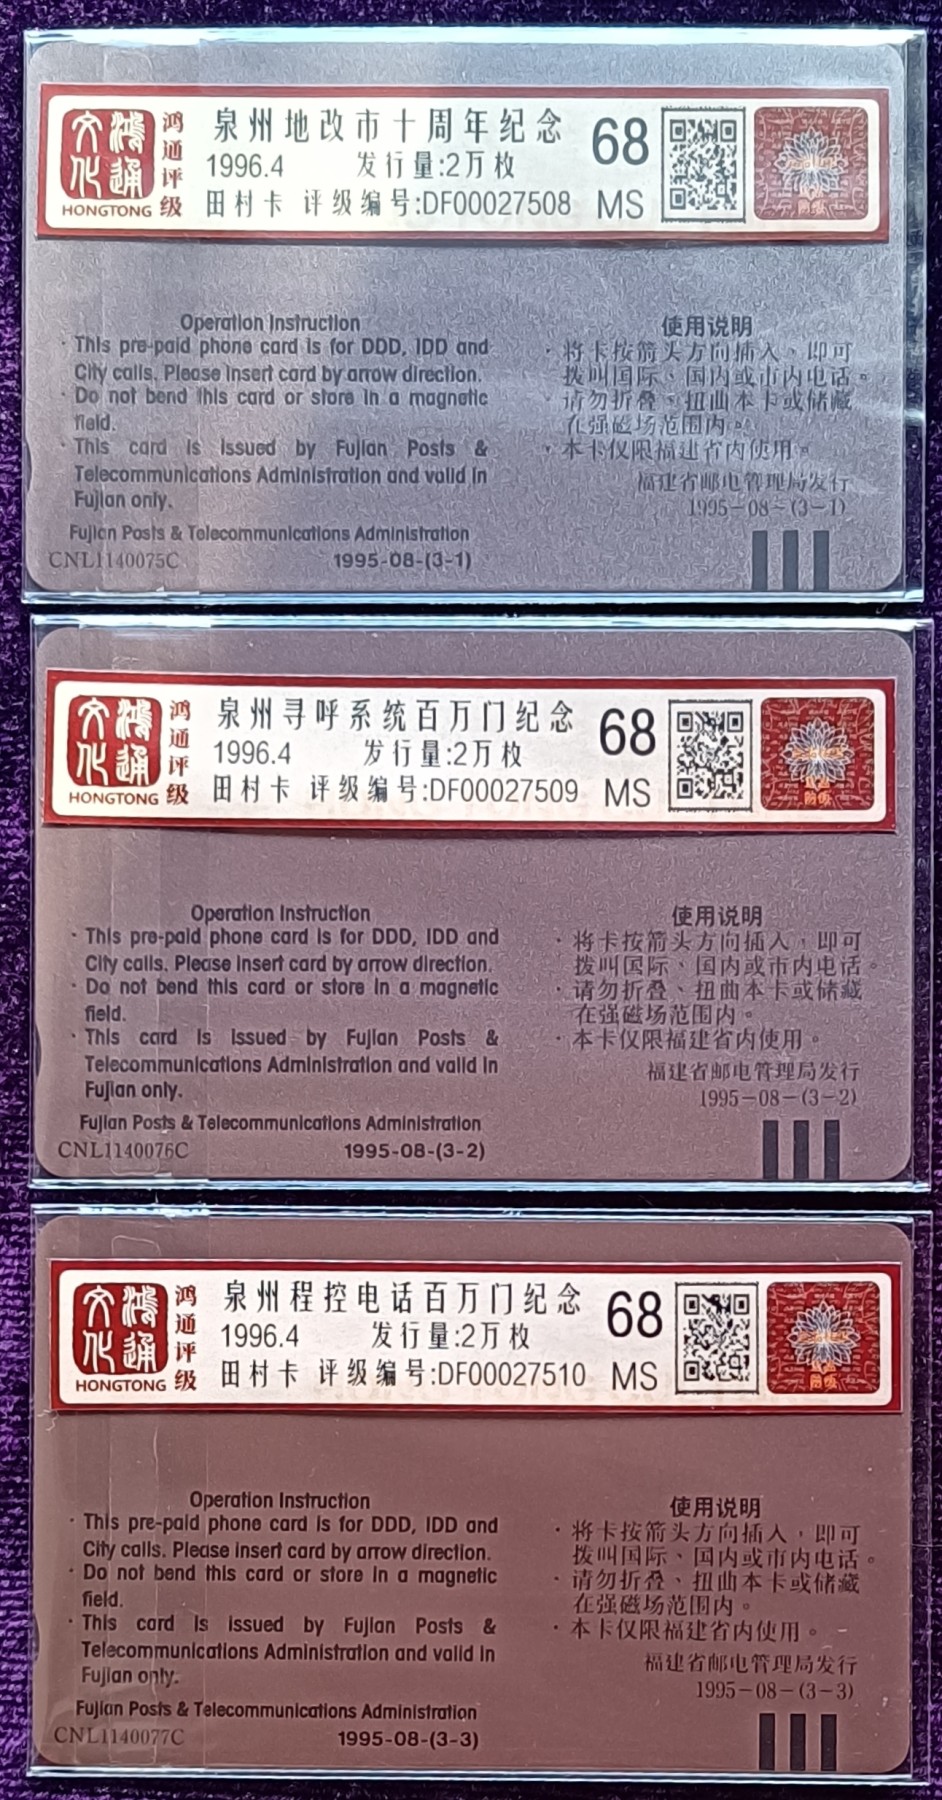 鸿通文化
HONGTONG
鸿通评级
泉州地改市十周年纪念
1996.4 发行量:2万枚
田村卡 评级编号:DF00027508
68
MS
Operation Instruction
· This pre-paid phone card is for DDD, IDD and
City calls. Please insert card by arrow direction.
· Do not bend this card or store in a magnetic
field.
· This card is issued by Fujian Posts &
Telecommunications Administration and valid in
Fujian only.
Fujian Posts & Telecommunications Administration
CNL1140075C 1995-08-(3-1)
使用说明
· 将卡按箭头方向插入、即可
拨叫国际、国内或市内电话。
· 请勿折叠、扭曲本卡或储藏
在强磁场范围内。
· 本卡仅限福建省内使用。
福建省邮电管理局发行
1995-08-(3-1)
鸿通文化
HONGTONG
鸿通评级
泉州寻呼系统百万门纪念
1996.4 发行量:2万枚
田村卡 评级编号:DF00027509
68
MS
Operation Instruction
· This pre-paid phone card is for DDD, IDD and
City calls. Please insert card by arrow direction.
· Do not bend this card or store in a magnetic
field.
· This card is issued by Fujian Posts &
Telecommunications Administration and valid in
Fujian only.
Fujian Posts & Telecommunications Administration
CNL1140076C 1995-08-(3-2)
使用说明
· 将卡按箭头方向插入，即可
拨叫国际、国内或市内电话。
· 请勿折叠、扭曲本卡或储藏
在强磁场范围内。
· 本卡仅限福建省内使用。
福建省邮电管理局发行
1995-08-(3-2)
鸿通文化
HONGTONG
鸿通评级
泉州程控电话百万门纪念
1996.4 发行量:2万枚
田村卡 评级编号:DF00027510
68
MS
Operation Instruction
· This pre-paid phone card is for DDD, IDD and
City calls. Please insert card by arrow direction.
· Do not bend this card or store in a magnetic
field.
· This card is issued by Fujian Posts &
Telecommunications Administration and valid in
Fujian only.
Fujian Posts & Telecommunications Administration
CNL1140077C 1995-08-(3-3)
使用说明
· 将卡按箭头方向插入，即可
拨叫国际、国内或市内电话。
· 请勿折叠、扭曲本卡或储藏
在强磁场范围内。
· 本卡仅限福建省内使用。
福建省邮电管理局发行
1995-08-(3-3)